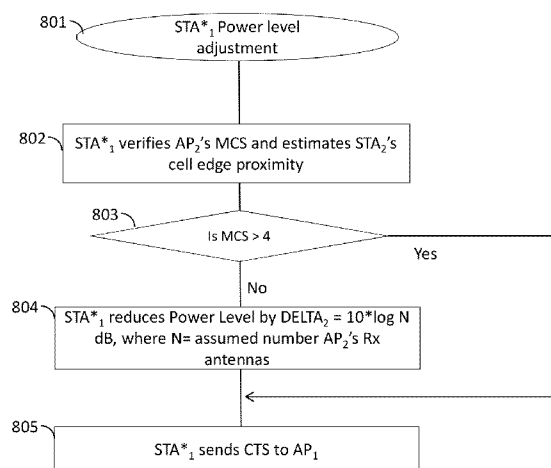 801
STA*1 Power level
adjustment
802
STA*1 verifies AP2's MCS and estimates STA2's
cell edge proximity
803
Is MCS > 4
Yes
No
804
STA*1 reduces Power Level by DELTA2 = 10*log N
dB, where N= assumed number AP2's Rx
antennas
805
STA*1 sends CTS to AP1